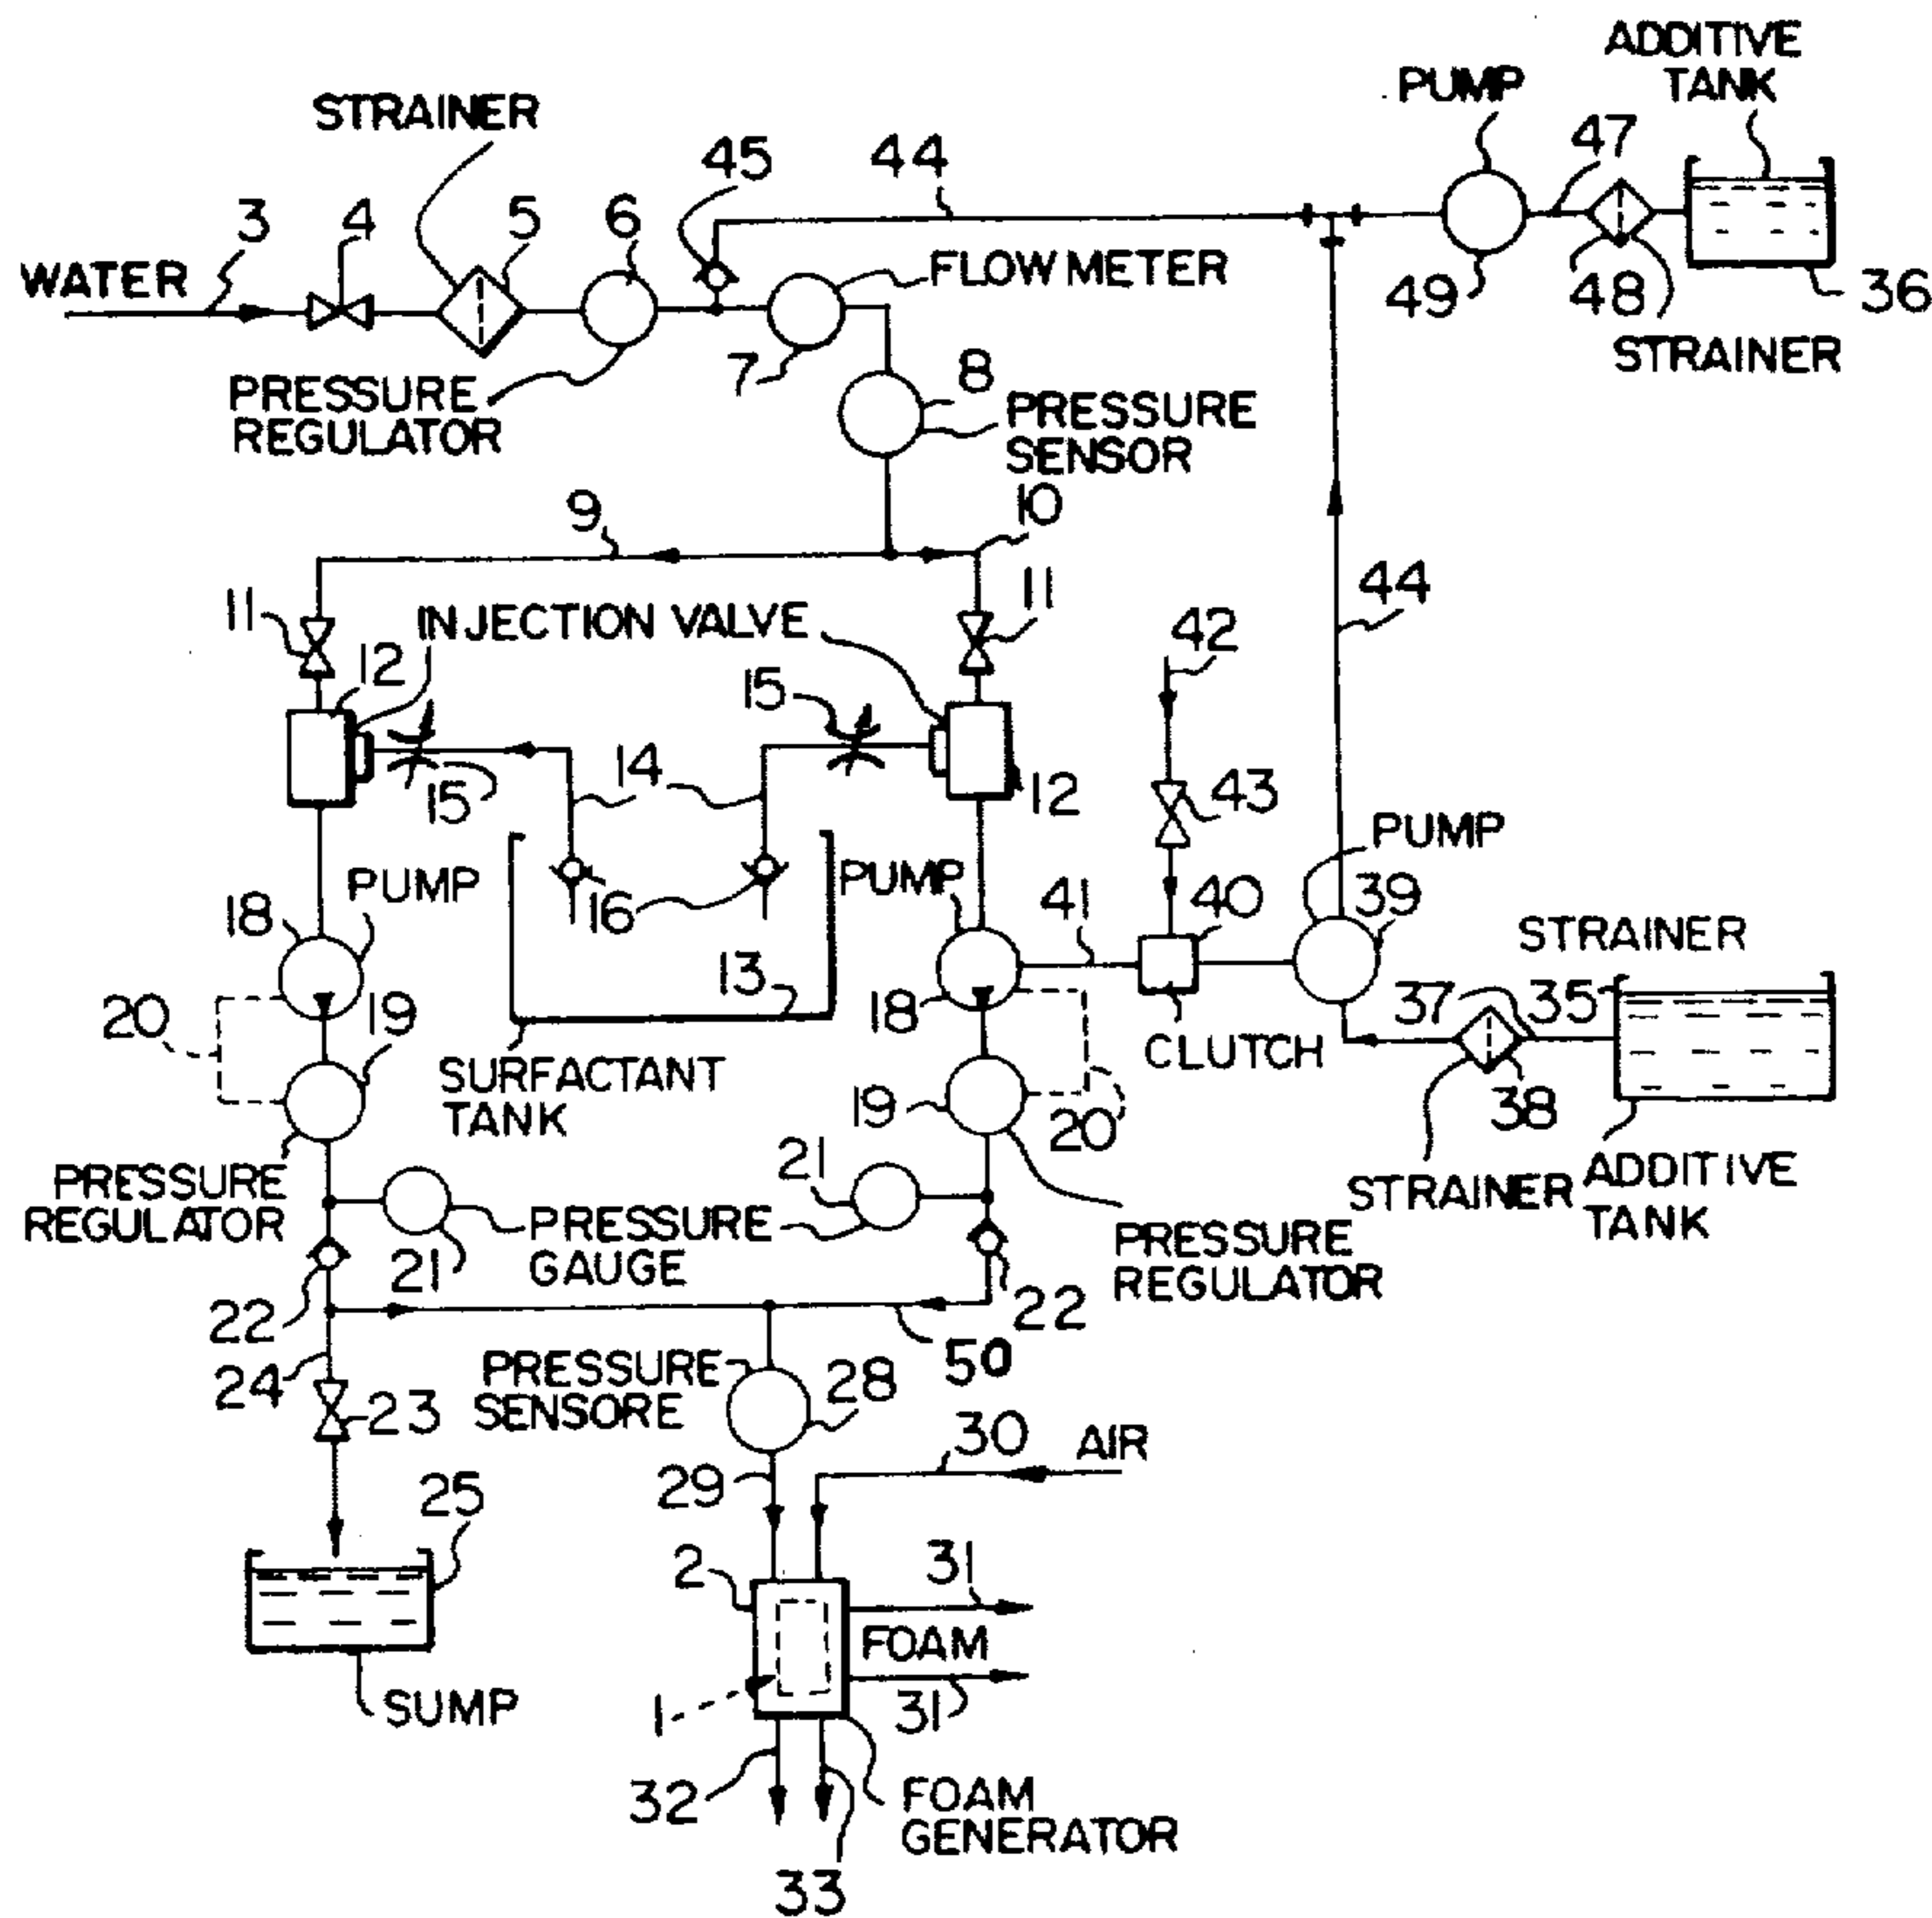 ADDITIVE
TANK
PUMP
STRAINER
45
44
47
3
4
5
6
WATER
FLOW METER
49
48
36
7
STRAINER
8
PRESSURE
REGULATOR
PRESSURE
SENSOR
9
10
11
INJECTION VALVE
11
44
42
12
15
14
15
12
43
PUMP
PUMP
PUMP
18
16
41
40
39
STRAINER
13
20
19
18
37
35
CLUTCH
SURFACTANT
TANK
19
20
38
21
PRESSURE
REGULATOR
STRAINER
ADDITIVE
TANK
PRESSURE
GAUGE
21
PRESSURE
REGULATOR
22
22
50
24
PRESSURE
SENSORE
28
23
30
AIR
29
25
2
31
FOAM
1
31
SUMP
32
FOAM
GENERATOR
33